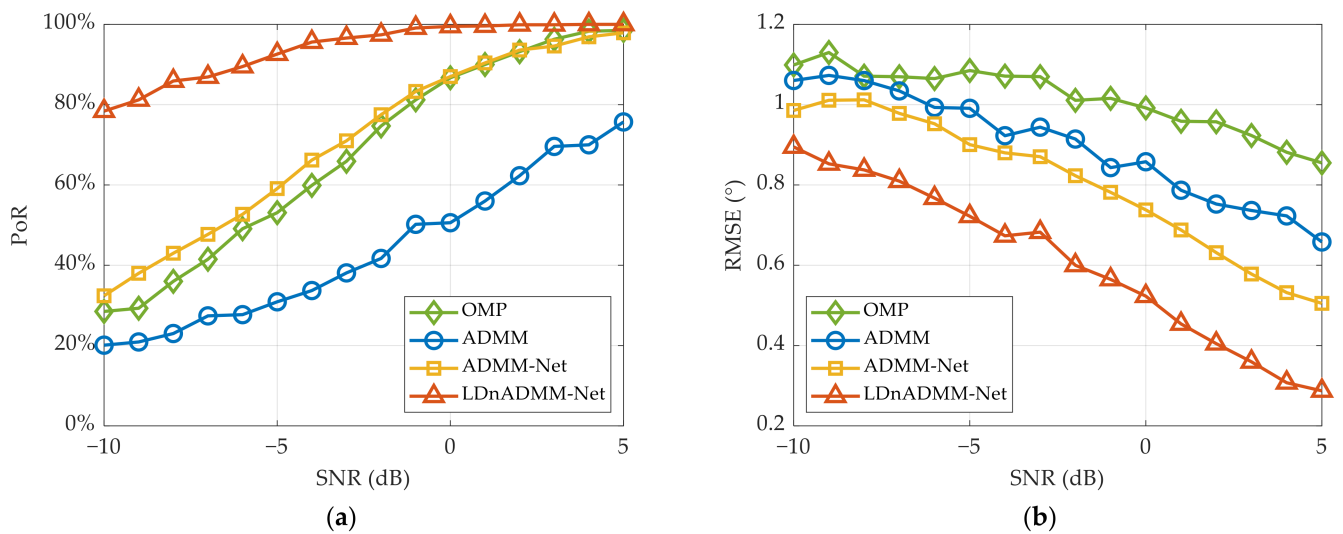 100%
80%
60%
40%
20%
0%
PoR
−10
−5
0
5
SNR (dB)
OMP
ADMM
ADMM-Net
LDnADMM-Net
(a)
1.2
1
0.8
0.6
0.4
0.2
RMSE (°)
−10
−5
0
5
SNR (dB)
OMP
ADMM
ADMM-Net
LDnADMM-Net
(b)